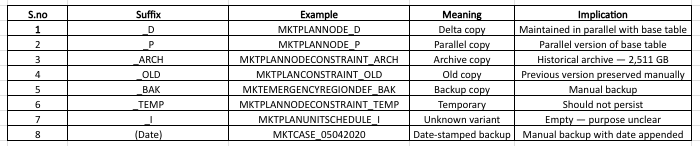 S.no Suffix Example Meaning Implication
1 _D MKTPLANNODE_D Delta copy Maintained in parallel with base table
2 _P MKTPLANNODE_P Parallel copy Parallel version of base table
3 _ARCH MKTPLANNODECONSTRAINT_ARCH Archive copy Historical archive — 2,511 GB
4 _OLD MKTPLANCONSTRAINT_OLD Old copy Previous version preserved manually
5 _BAK MKTEMERGENCYREGIONDEF_BAK Backup copy Manual backup
6 _TEMP MKTPLANNODECONSTRAINT_TEMP Temporary Should not persist
7 _I MKTPLANUNITSCHEDULE_I Unknown variant Empty — purpose unclear
8 (Date) MKTCASE_05042020 Date-stamped backup Manual backup with date appended